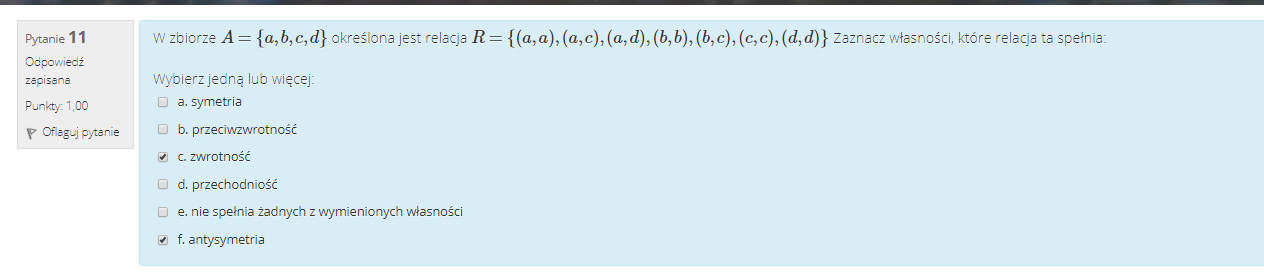 Pytanie 11
Odpowiedź
zapisana
Punkty: 1,00
Oflaguj pytanie
W zbiorze A = {a, b, c, d} określona jest relacja R = {(a, a), (a, c), (a, d), (b, b), (b, c), (c, c), (d, d)} Zaznacz własności, które relacja ta spełnia:
Wybierz jedną lub więcej:
a. symetria
b. przeciwzwrotność
c. zwrotność
d. przechodniość
e. nie spełnia żadnych z wymienionych własności
f. antysymetria